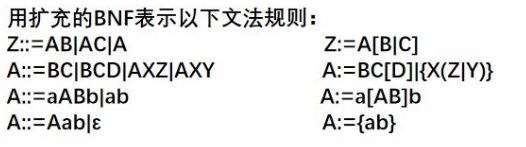 用扩充的BNF表示以下文法规则：
Z::=AB|AC|A Z:=A[B|C]
A::=BC|BCD|AXZ|AXY A:=BC[D]|{X(Z|Y)}
A::=aABb|ab A:=a[AB]b
A::=Aab|ε A:={ab}